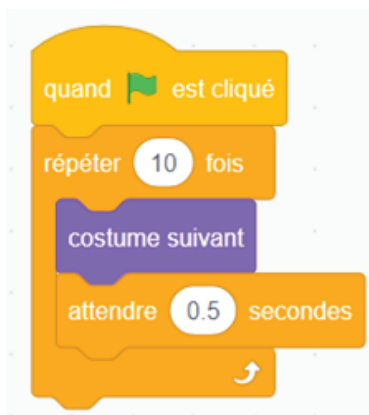 quand est cliqué
répéter 10 fois
costume suivant
attendre 0.5 secondes